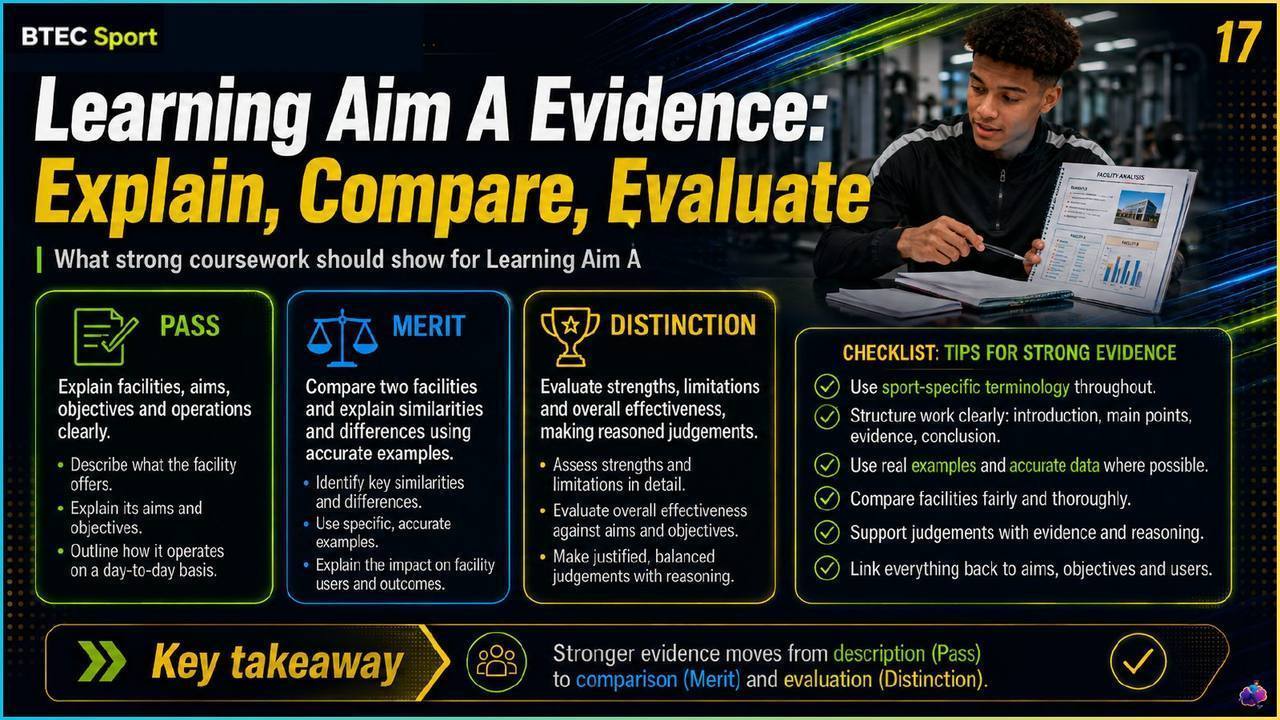 BTEC Sport
17
Learning Aim A Evidence:
Explain, Compare, Evaluate
What strong coursework should show for Learning Aim A
FACILITY ANALYSIS
PASS
Explain facilities, aims,
objectives and operations
clearly.
• Describe what the facility
offers.
• Explain its aims and
objectives.
• Outline how it operates
on a day-to-day basis.
MERIT
Compare two facilities
and explain similarities
and differences using
accurate examples.
• Identify key similarities
and differences.
• Use specific, accurate
examples.
• Explain the impact on facility
users and outcomes.
DISTINCTION
Evaluate strengths, limitations
and overall effectiveness,
making reasoned judgements.
• Assess strengths and
limitations in detail.
• Evaluate overall effectiveness
against aims and objectives.
• Make justified, balanced
judgements with reasoning.
CHECKLIST: TIPS FOR STRONG EVIDENCE
Use sport-specific terminology throughout.
Structure work clearly: introduction, main points,
evidence, conclusion.
Use real examples and accurate data where possible.
Compare facilities fairly and thoroughly.
Support judgements with evidence and reasoning.
Link everything back to aims, objectives and users.
Key takeaway
Stronger evidence moves from description (Pass)
to comparison (Merit) and evaluation (Distinction).